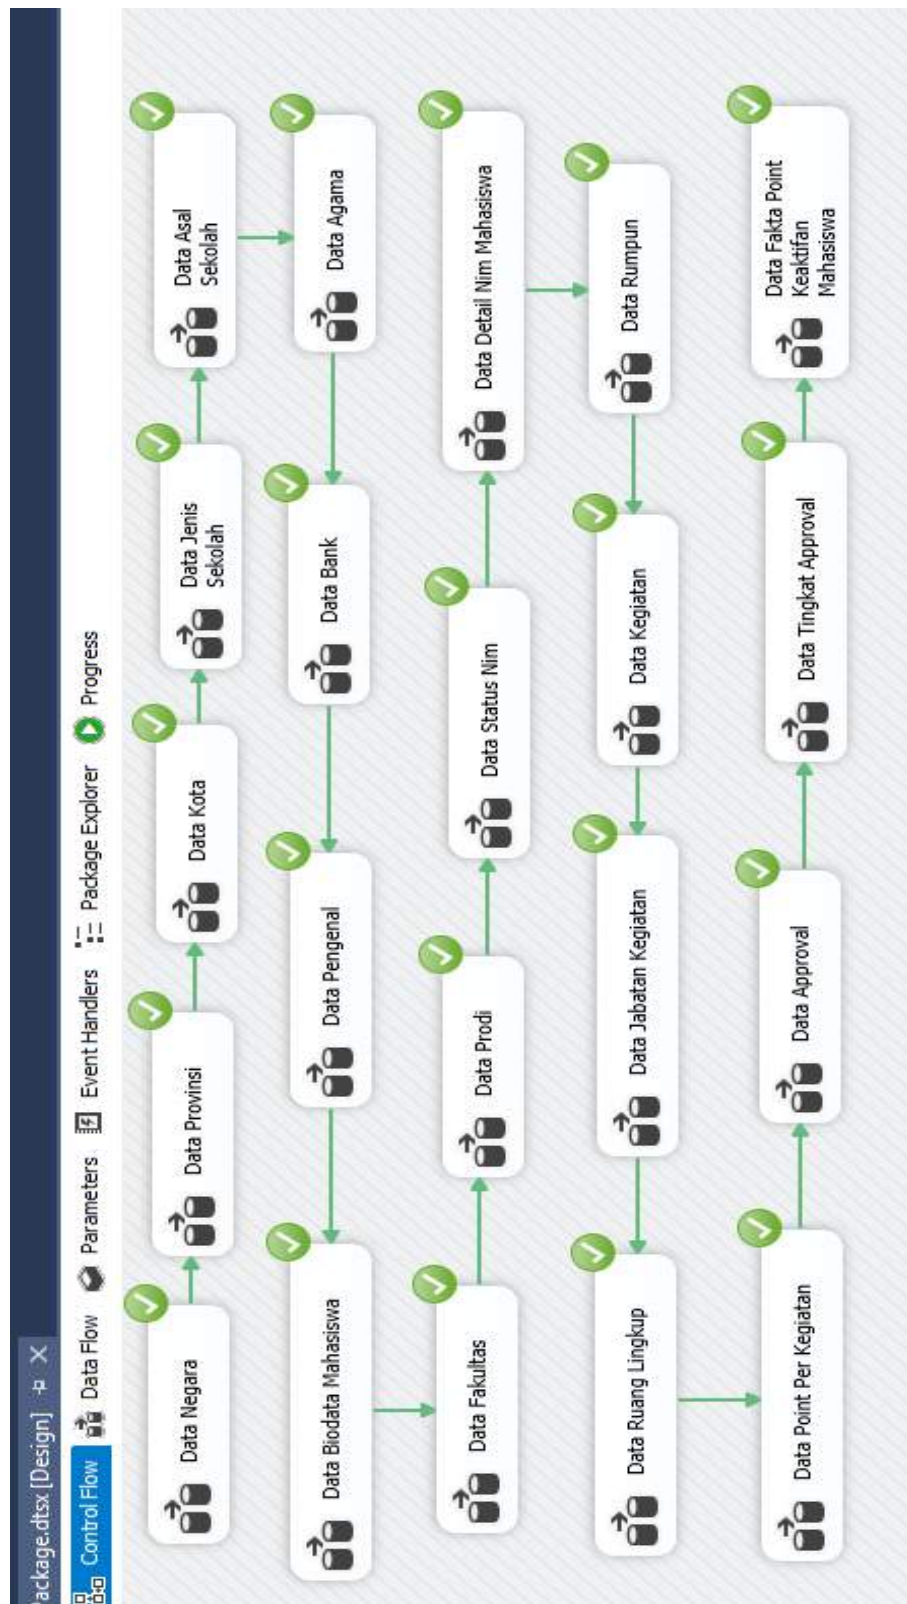 Package.dtsx [Design]
Control Flow
Data Flow
Parameters
Event Handlers
Package Explorer
Progress
Data Negara
Data Provinsi
Data Kota
Data Jenis
Sekolah
Data Asal
Sekolah
Data Biodata Mahasiswa
Data Pengenal
Data Bank
Data Agama
Data Fakultas
Data Prodi
Data Status Nim
Data Detail Nim Mahasiswa
Data Ruang Lingkup
Data Jabatan Kegiatan
Data Kegiatan
Data Rumpun
Data Point Per Kegiatan
Data Approval
Data Tingkat Approval
Data Fakta Point
Keaktifan
Mahasiswa